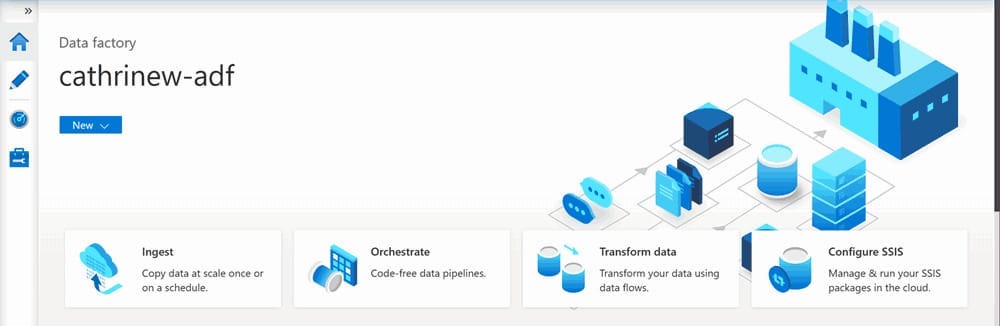 »
Data factory
cathrinew-adf
New
Ingest
Copy data at scale once or
on a schedule.
Orchestrate
Code-free data pipelines.
Transform data
Transform your data using
data flows.
Configure SSIS
Manage & run your SSIS
packages in the cloud.